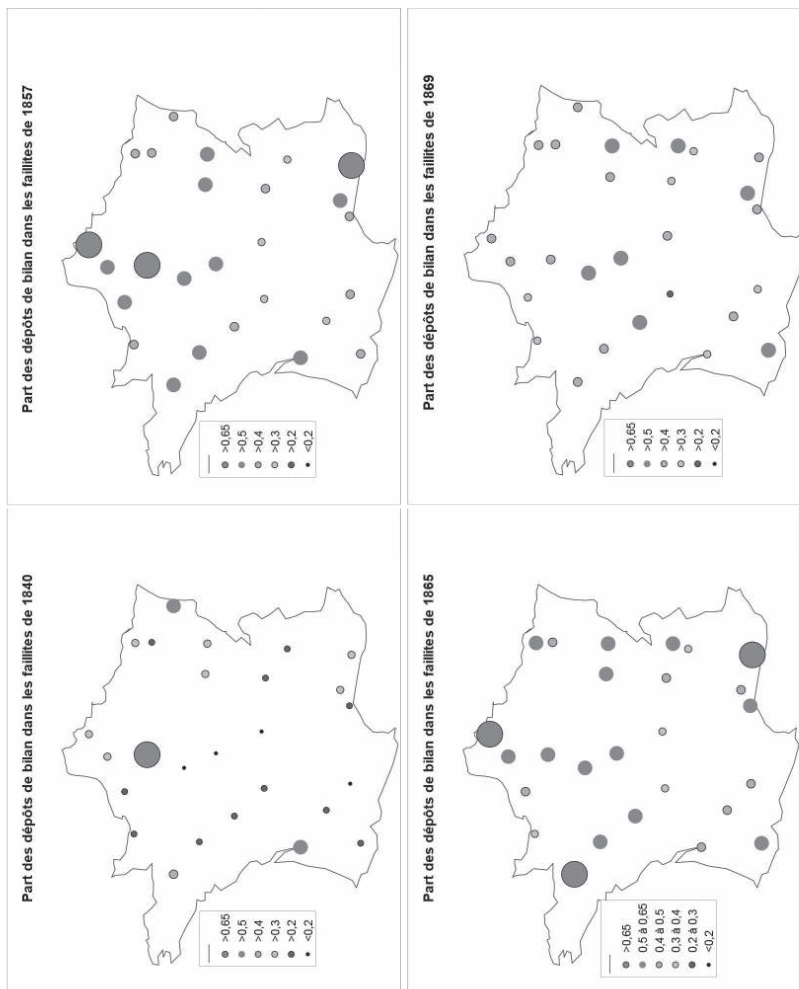 Part des dépôts de bilan dans les faillites de 1840
>0,65
>0,5
>0,4
>0,3
>0,2
<0,2
Part des dépôts de bilan dans les faillites de 1857
>0,65
>0,5
>0,4
>0,3
>0,2
<0,2
Part des dépôts de bilan dans les faillites de 1865
>0,65
0,5 à 0,65
0,4 à 0,5
0,3 à 0,4
0,2 à 0,3
<0,2
Part des dépôts de bilan dans les faillites de 1869
>0,65
>0,5
>0,4
>0,3
>0,2
<0,2